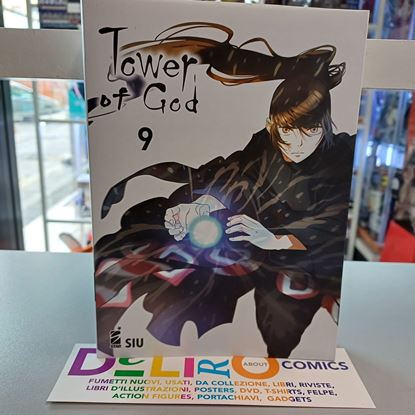 Tower
of God
9
SIU
DeLiRiO ABOUT COMICS
FUMETTI NUOVI, USATI, DA COLLEZIONE, LIBRI, RIVISTE,
LIBRI D'ILLUSTRAZIONI, POSTERS, DVD, T-SHIRTS, FELPE,
ACTION FIGURES, PORTACHIAVI, GADGETS